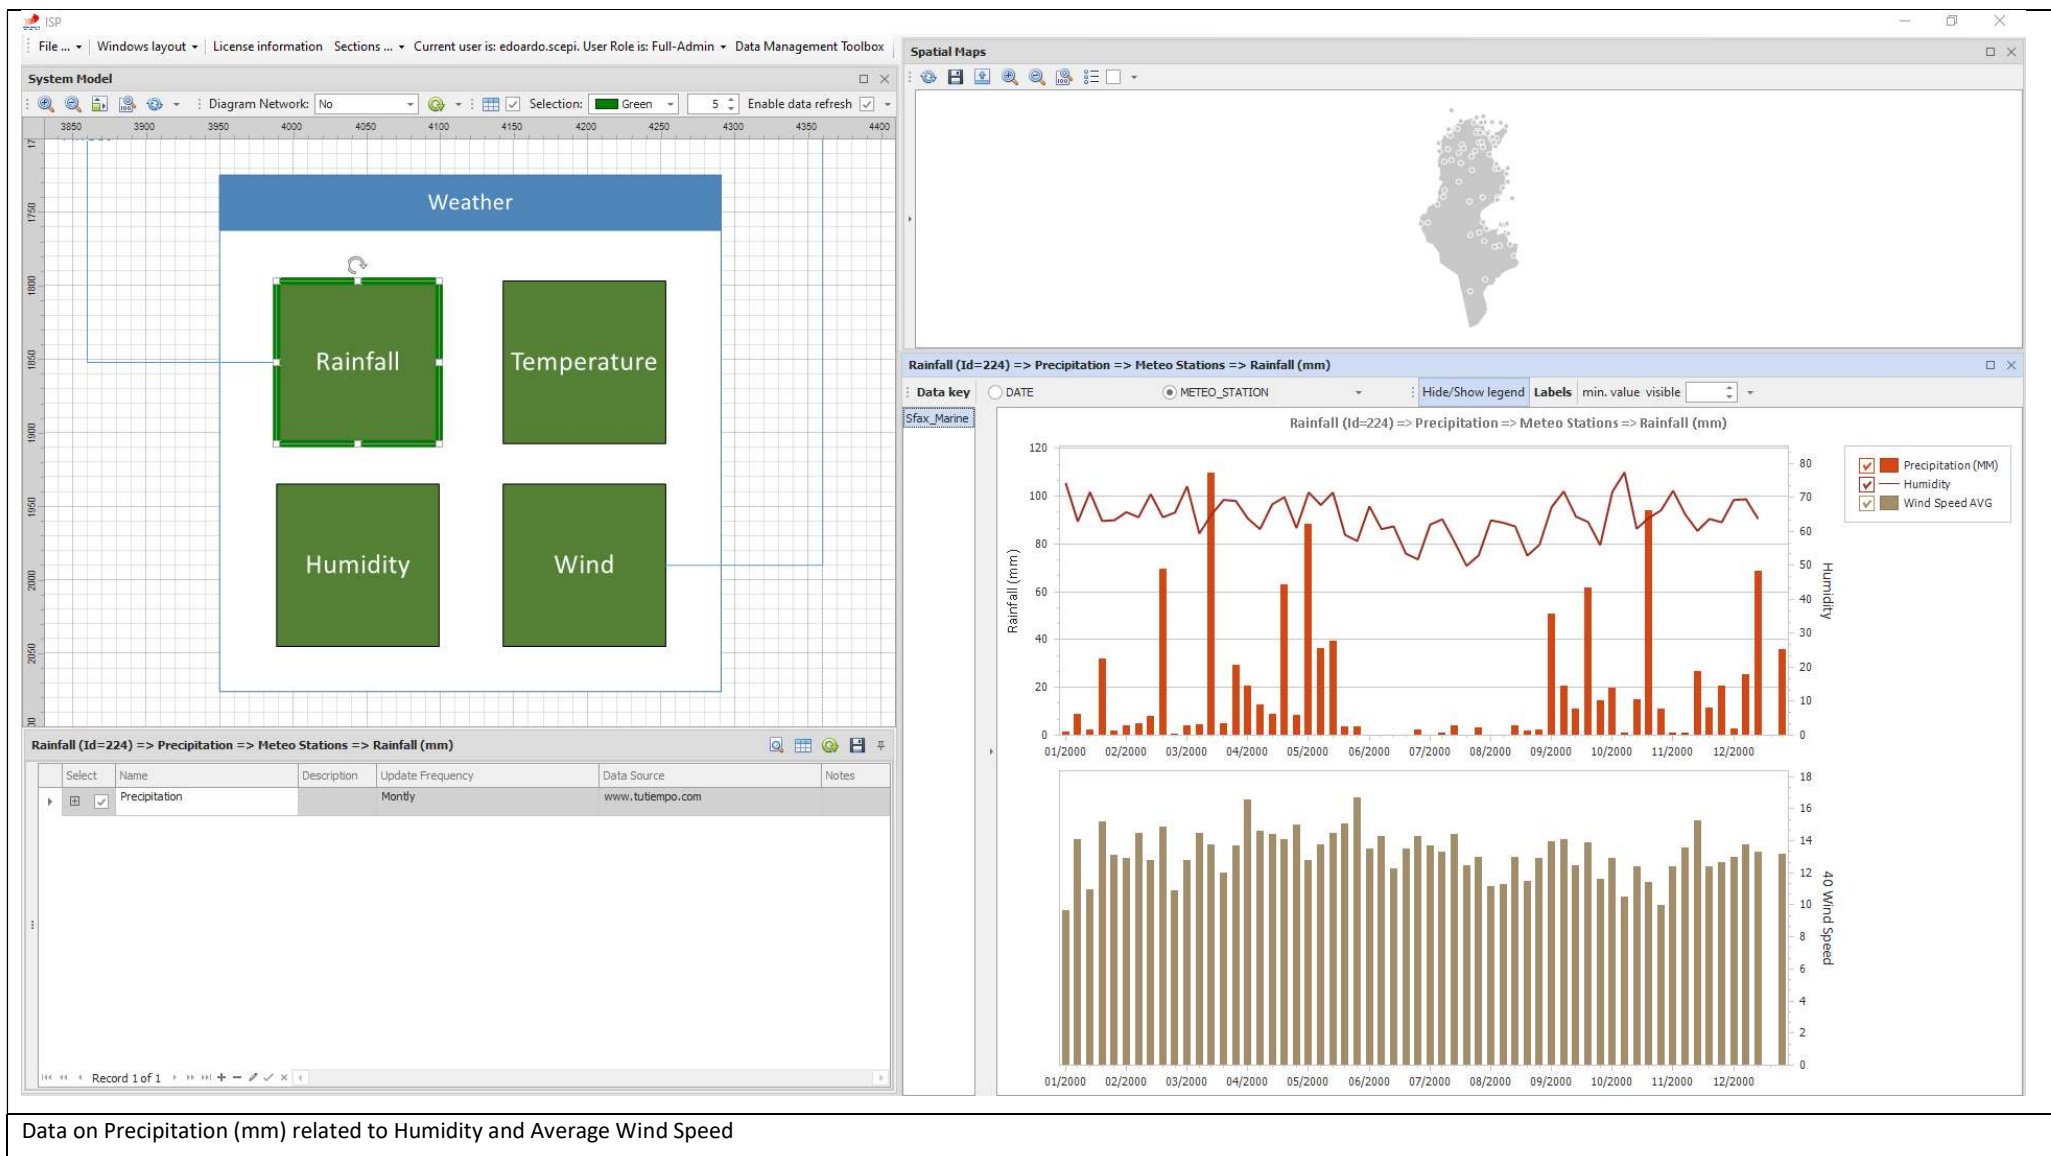 ISP
File ... Windows layout License information Sections ... Current user is: edoardo.scepi. User Role is: Full-Admin Data Management Toolbox
System Model
Diagram Network: No Selection: Green 5 Enable data refresh
3850 3900 3950 4000 4050 4100 4150 4200 4250 4300 4350 4400
17
1750
1800
1850
1900
1950
2000
2050
Weather
Rainfall
Temperature
Humidity
Wind
Rainfall (Id=224) => Precipitation => Meteo Stations => Rainfall (mm)
Select Name Description Update Frequency Data Source Notes
Precipitation Montly www.tutiempo.com
Record 1 of 1
Spatial Maps
Rainfall (Id=224) => Precipitation => Meteo Stations => Rainfall (mm)
Data key DATE METEO_STATION Hide/Show legend Labels min. value visible
Sfax_Marine
Rainfall (Id=224) => Precipitation => Meteo Stations => Rainfall (mm)
120
100
80
60
40
20
0
Rainfall (mm)
80
70
60
50
40
30
20
10
0
Humidity
Precipitation (MM)
Humidity
Wind Speed AVG
01/2000 02/2000 03/2000 04/2000 05/2000 06/2000 07/2000 08/2000 09/2000 10/2000 11/2000 12/2000
18
16
14
12
10
8
6
4
2
0
40 Wind Speed
01/2000 02/2000 03/2000 04/2000 05/2000 06/2000 07/2000 08/2000 09/2000 10/2000 11/2000 12/2000
Data on Precipitation (mm) related to Humidity and Average Wind Speed